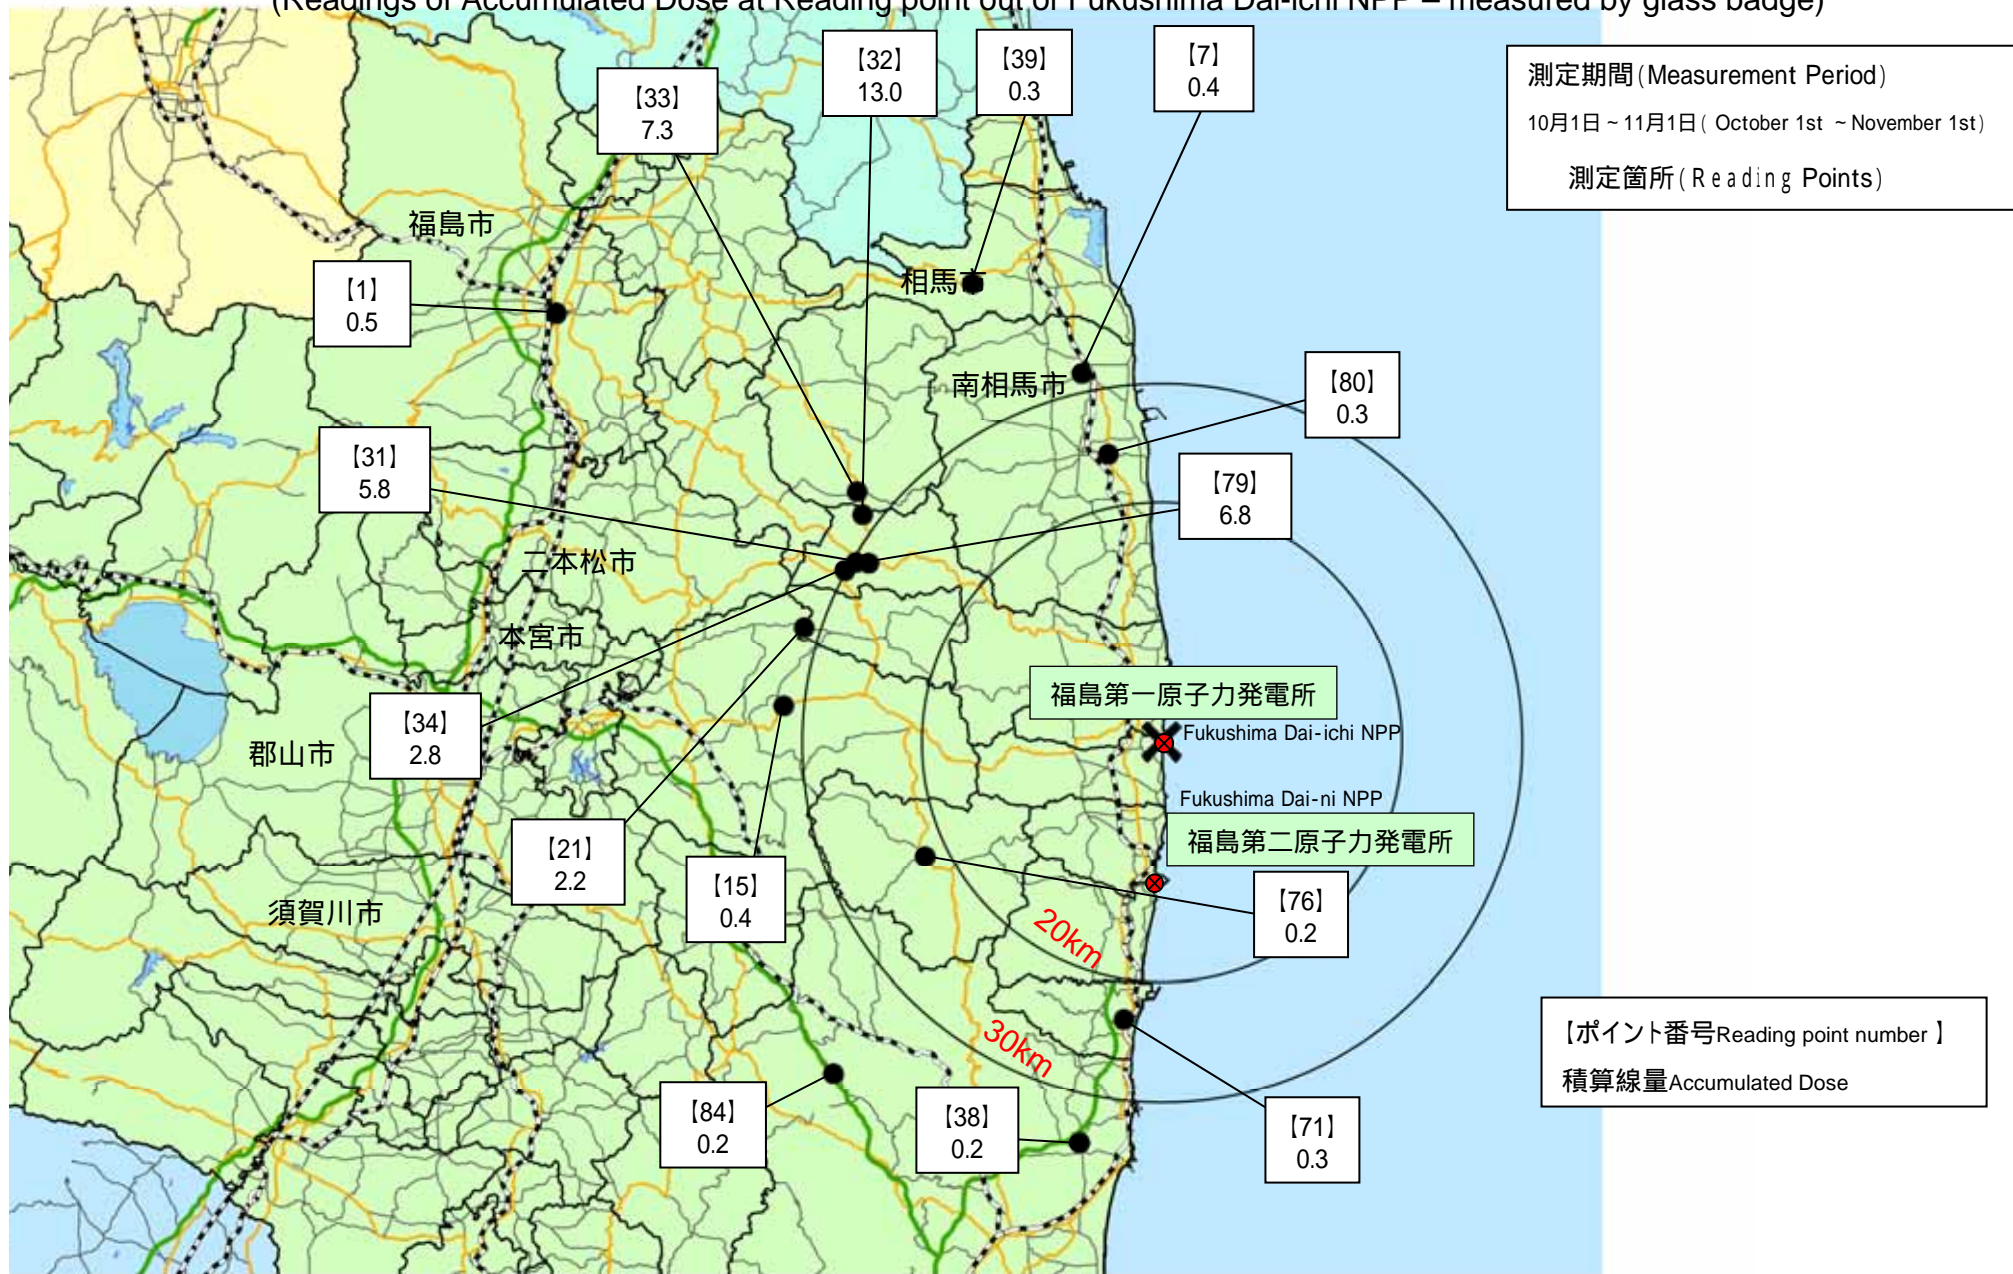 (Readings of Accumulated Dose at Reading point out of Fukushima Dai-ichi NPP – measured by glass badge)
測定期間(Measurement Period)
10月1日~11月1日( October 1st ~November 1st)
測定箇所(Reading Points)
【33】
7.3
【32】
13.0
【39】
0.3
【7】
0.4
福島市
相馬市
【1】
0.5
南相馬市
【80】
0.3
【31】
5.8
【79】
6.8
二本松市
本宮市
福島第一原子力発電所
Fukushima Dai-ichi NPP
【34】
2.8
郡山市
Fukushima Dai-ni NPP
福島第二原子力発電所
【21】
2.2
【15】
0.4
【76】
0.2
須賀川市
20km
30km
【ポイント番号Reading point number 】
積算線量Accumulated Dose
【84】
0.2
【38】
0.2
【71】
0.3